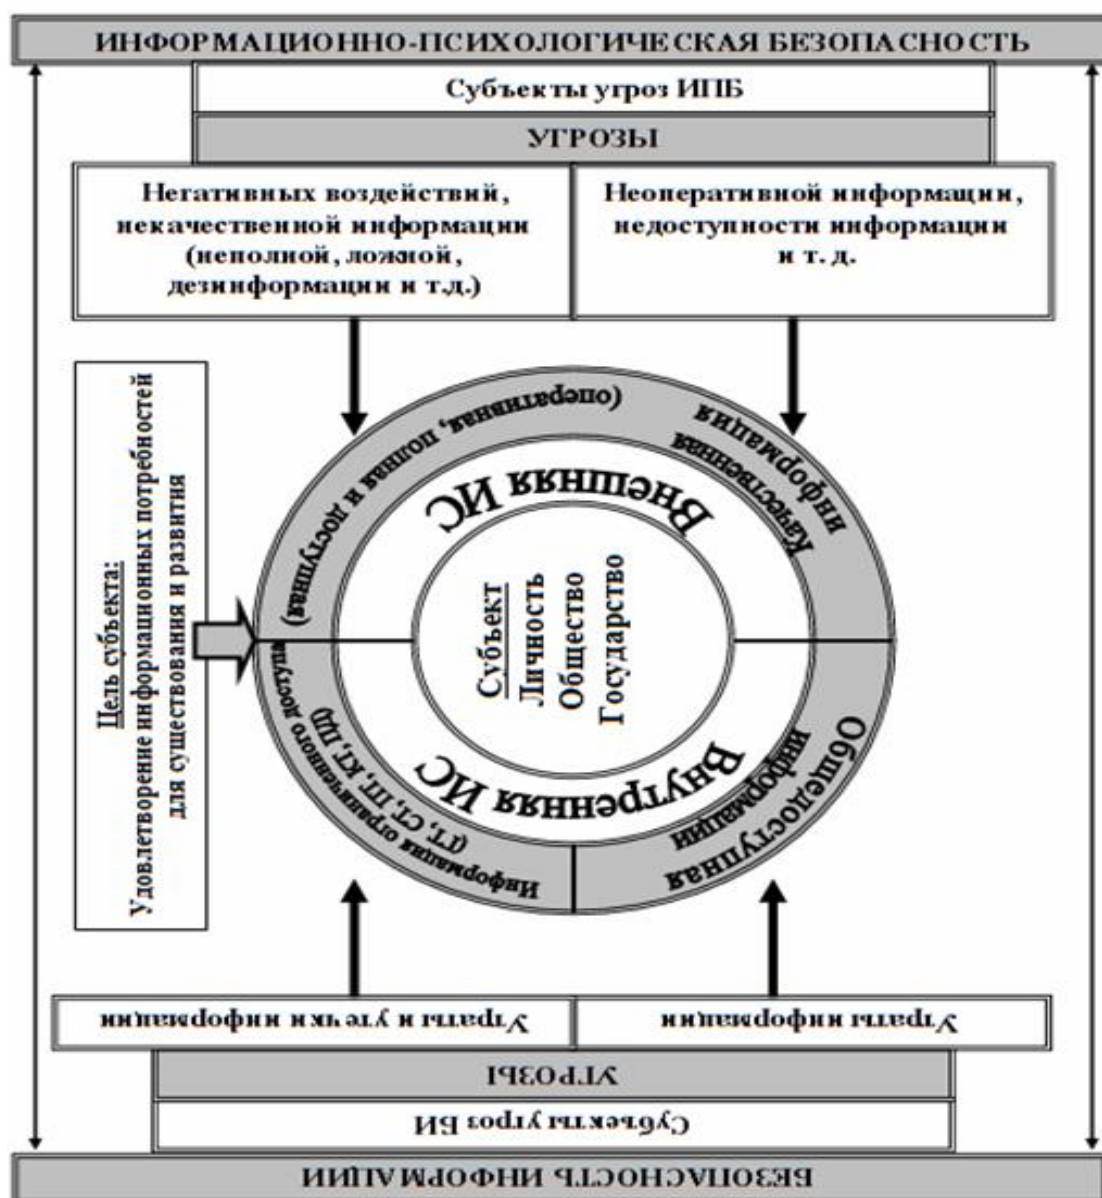 ИНФОРМАЦИОННО-ПСИХОЛОГИЧЕСКАЯ БЕЗОПАСНОСТЬ
Субъекты угроз ИПБ
УГРОЗЫ
Негативных воздействий,
некачественной информации
(неполной, ложной,
дезинформации и т.д.)
Неоперативной информации,
недоступности информации
и т. д.
Цель субъекта:
Удовлетворение информационных потребностей
для существования и развития
Качественная
информация
(оперативная, полная и доступная)
Внешняя ИС
Субъект
Личность
Общество
Государство
Внутренняя ИС
Информация ограниченного доступа
(ГТ, СТ, ПТ, КТ, ПД)
Общедоступная
информации
Утраты и утечки информации
Утраты информации
УГРОЗЫ
Субъекты угроз БИ
БЕЗОПАСНОСТЬ ИНФОРМАЦИИ